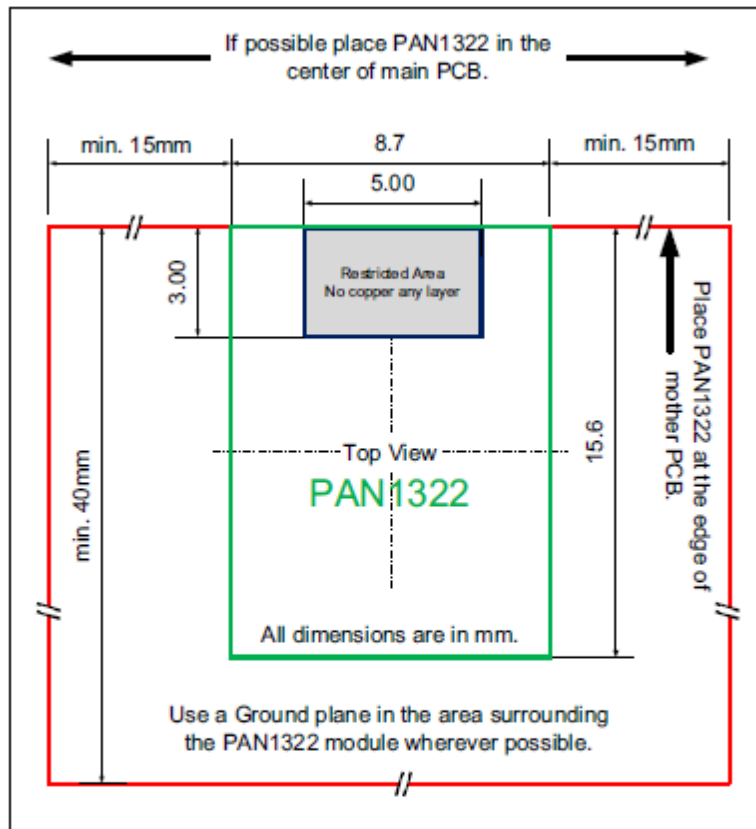 If possible place PAN1322 in the
center of main PCB.
min. 15mm
8.7
min. 15mm
5.00
3.00
Restricted Area
No copper any layer
Place PAN1322 at the edge of
mother PCB.
min. 40mm
15.6
Top View
PAN1322
All dimensions are in mm.
Use a Ground plane in the area surrounding
the PAN1322 module wherever possible.